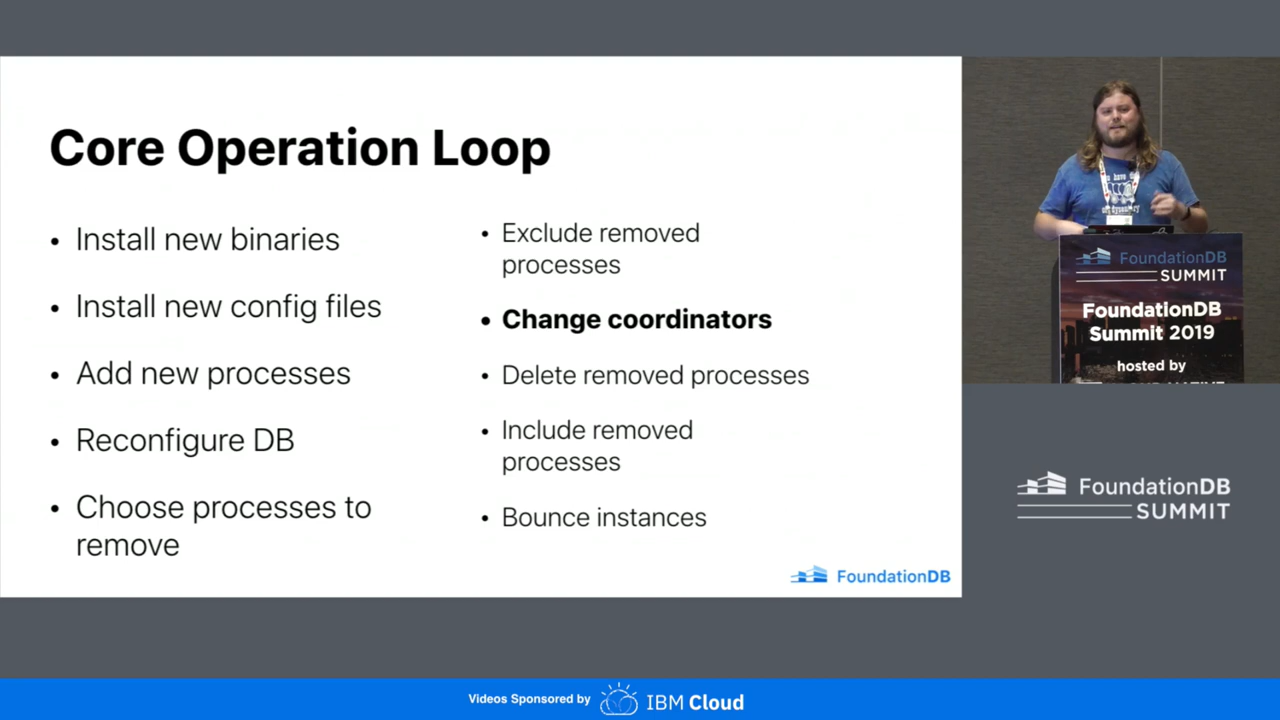 Core Operation Loop
• Install new binaries
• Install new config files
• Add new processes
• Reconfigure DB
• Choose processes to
remove
• Exclude removed
processes
• Change coordinators
• Delete removed processes
• Include removed
processes
• Bounce instances
FoundationDB
FoundationDB
SUMMIT
FoundationDB
Summit 2019
hosted by
FoundationDB
SUMMIT
Videos Sponsored by
IBM Cloud